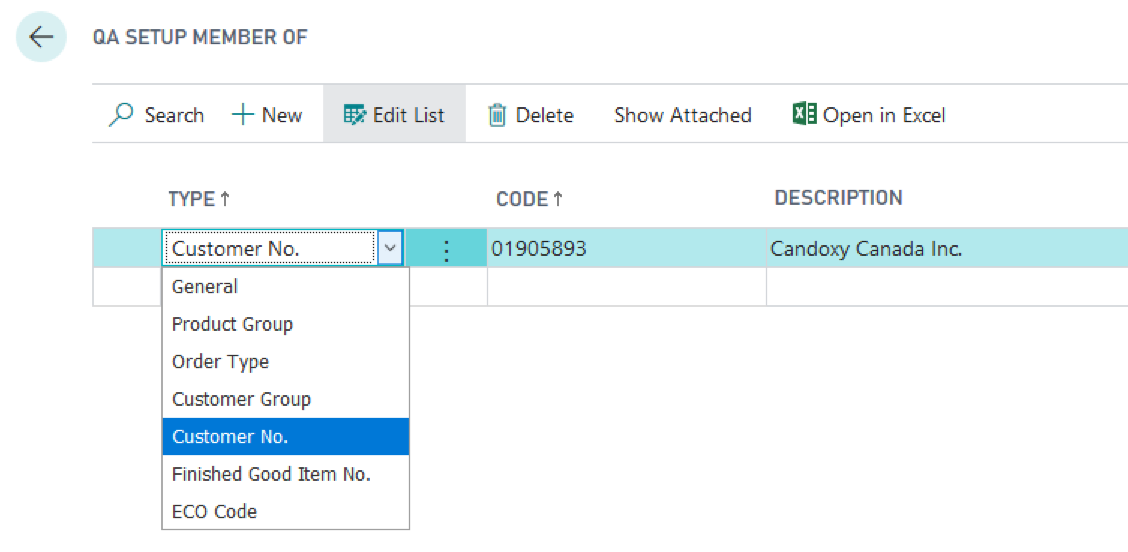 QA SETUP MEMBER OF
Search New Edit List Delete Show Attached Open in Excel
TYPE↑ CODE↑ DESCRIPTION
Customer No. 01905893 Candoxy Canada Inc.
General
Product Group
Order Type
Customer Group
Customer No.
Finished Good Item No.
ECO Code